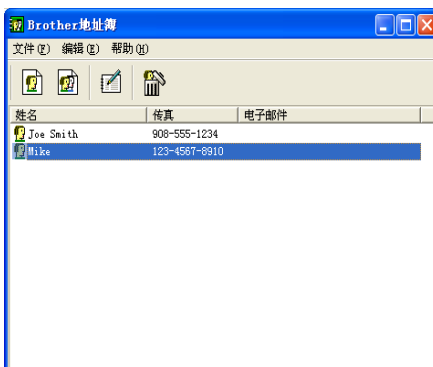 Brother地址簿
文件(F) 编辑(E) 帮助(H)
姓名 传真 电子邮件
Joe Smith 908-555-1234
Mike 123-4567-8910